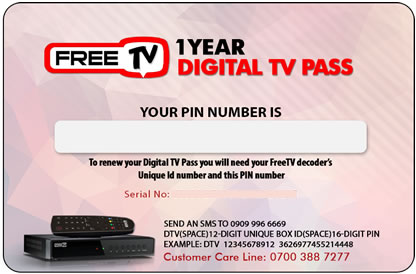 FREE TV
1 YEAR
DIGITAL TV PASS
YOUR PIN NUMBER IS
To renew your Digital TV Pass you will need your FreeTV decoder's
Unique Id number and this PIN number
Serial No:
SEND AN SMS TO 0909 996 6669
DTV(SPACE)12-DIGIT UNIQUE BOX ID(SPACE)16-DIGIT PIN
EXAMPLE: DTV 12345678912 3626977455214448
Customer Care Line: 0700 388 7277